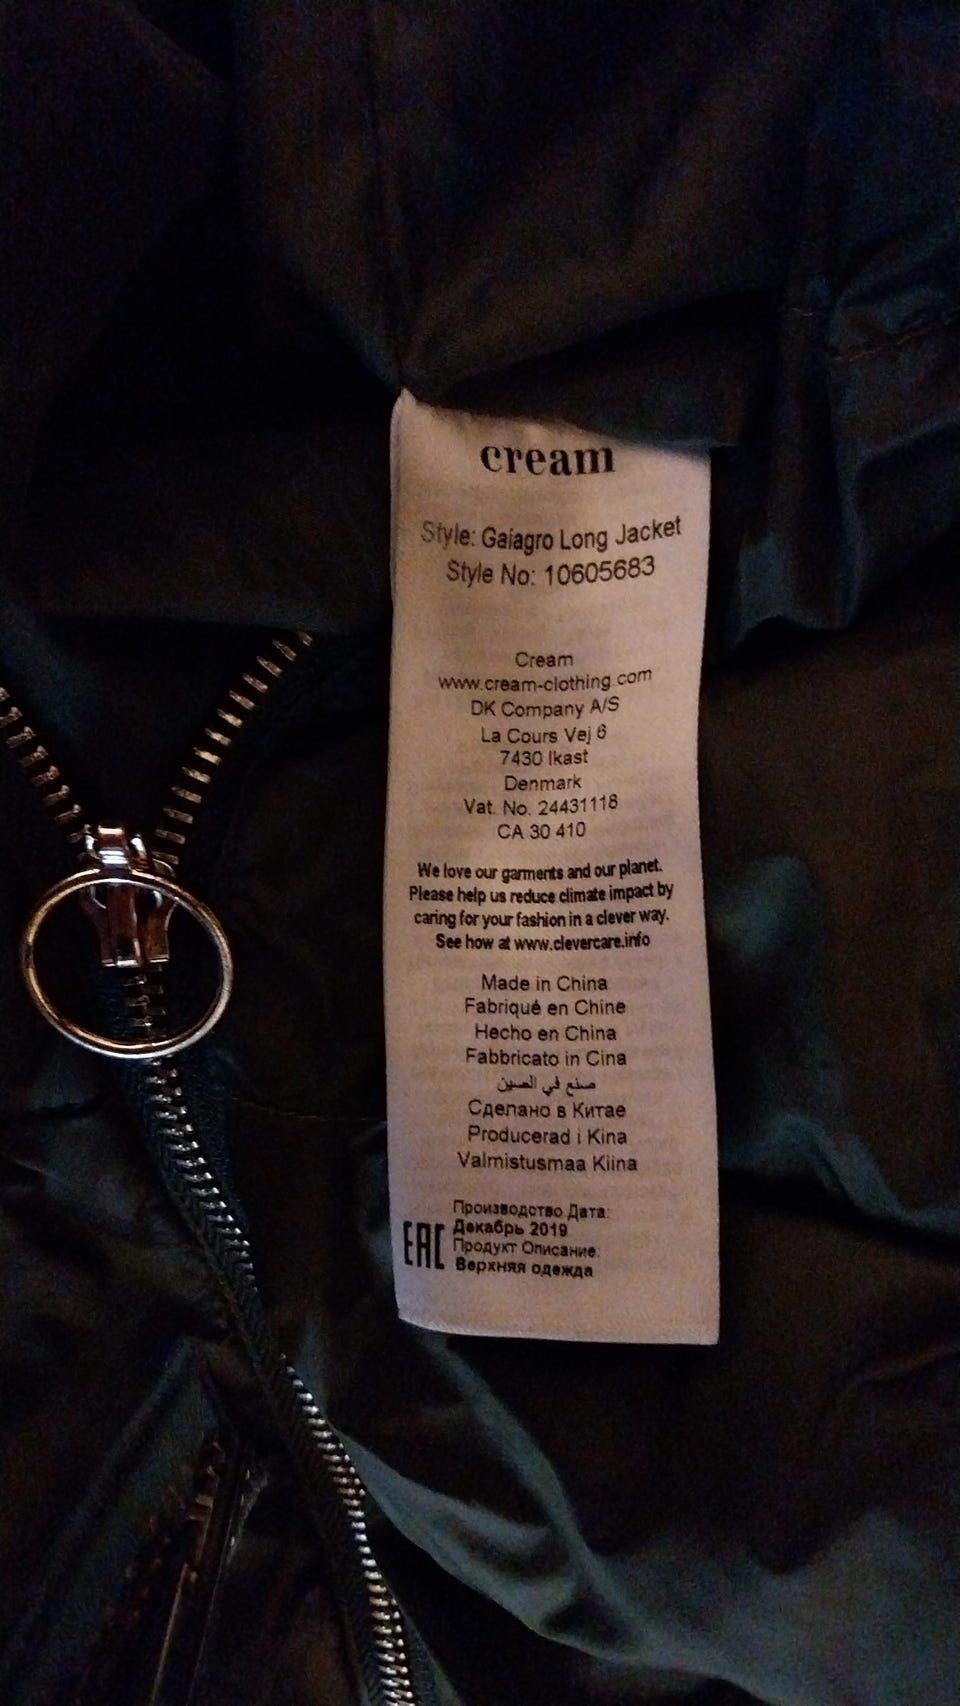 cream
Style: Gaiagro Long Jacket
Style No: 10605683
Cream
www.cream-clothing.com
DK Company A/S
La Cours Vej 6
7430 Ikast
Denmark
Vat. No. 24431118
CA 30 410
We love our garments and our planet.
Please help us reduce climate impact by
caring for your fashion in a clever way.
See how at www.clevercare.info
Made in China
Fabriqué en Chine
Hecho en China
Fabbricato in Cina
صنع في الصين
Сделано в Китае
Producerad i Kina
Valmistusmaa Kiina
Производство Дата:
Декабрь 2019
EAC
Продукт Описание:
Верхняя одежда